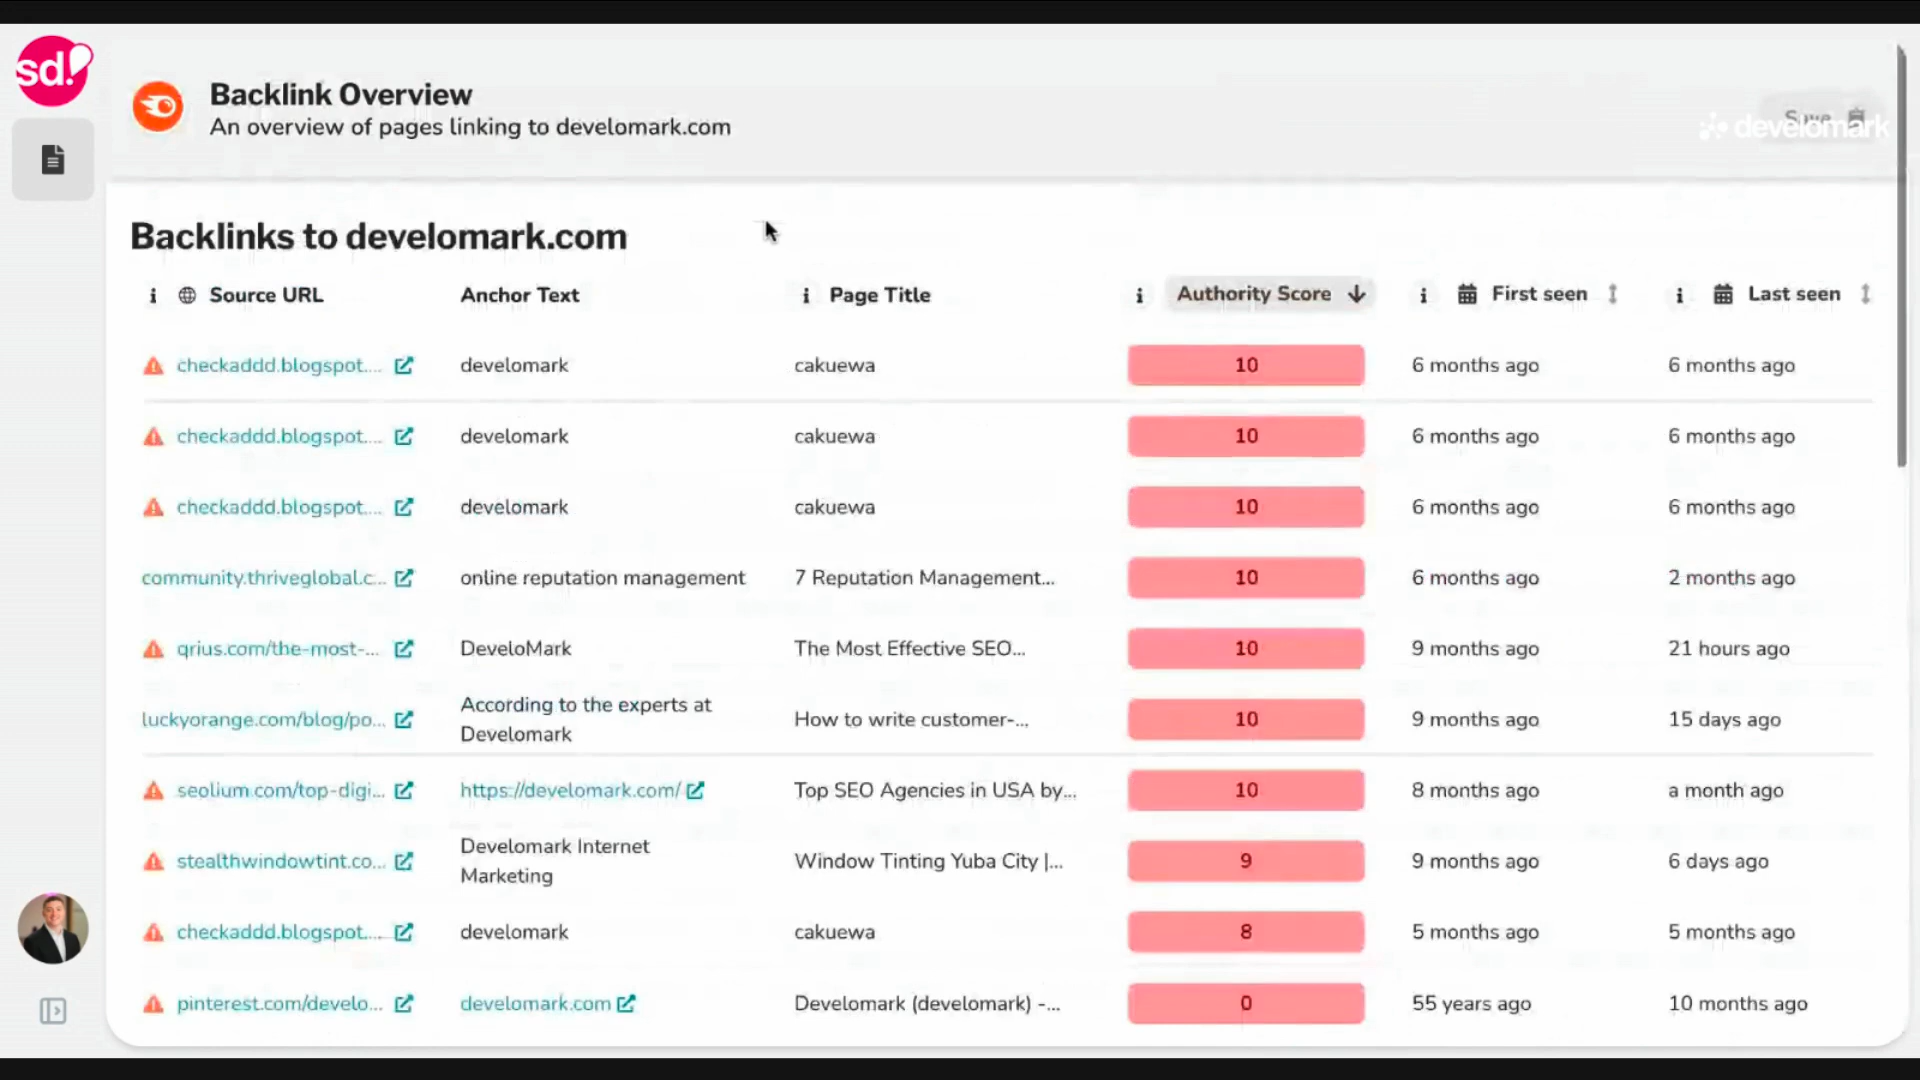 sd!
Backlink Overview
An overview of pages linking to develomark.com
Save
develomark
Backlinks to develomark.com
Source URL Anchor Text Page Title Authority Score First seen Last seen
checkaddd.blogspot.... develomark cakuewa 10 6 months ago 6 months ago
checkaddd.blogspot.... develomark cakuewa 10 6 months ago 6 months ago
checkaddd.blogspot.... develomark cakuewa 10 6 months ago 6 months ago
community.thriveglobal.c... online reputation management 7 Reputation Management... 10 6 months ago 2 months ago
qrius.com/the-most-... DeveloMark The Most Effective SEO... 10 9 months ago 21 hours ago
luckyorange.com/blog/po... According to the experts at Develomark How to write customer-... 10 9 months ago 15 days ago
seolium.com/top-digi... https://develomark.com/ Top SEO Agencies in USA by... 10 8 months ago a month ago
stealthwindowtint.co... Develomark Internet Marketing Window Tinting Yuba City |... 9 9 months ago 6 days ago
checkaddd.blogspot.... develomark cakuewa 8 5 months ago 5 months ago
pinterest.com/develo... develomark.com Develomark (develomark) -... 0 55 years ago 10 months ago